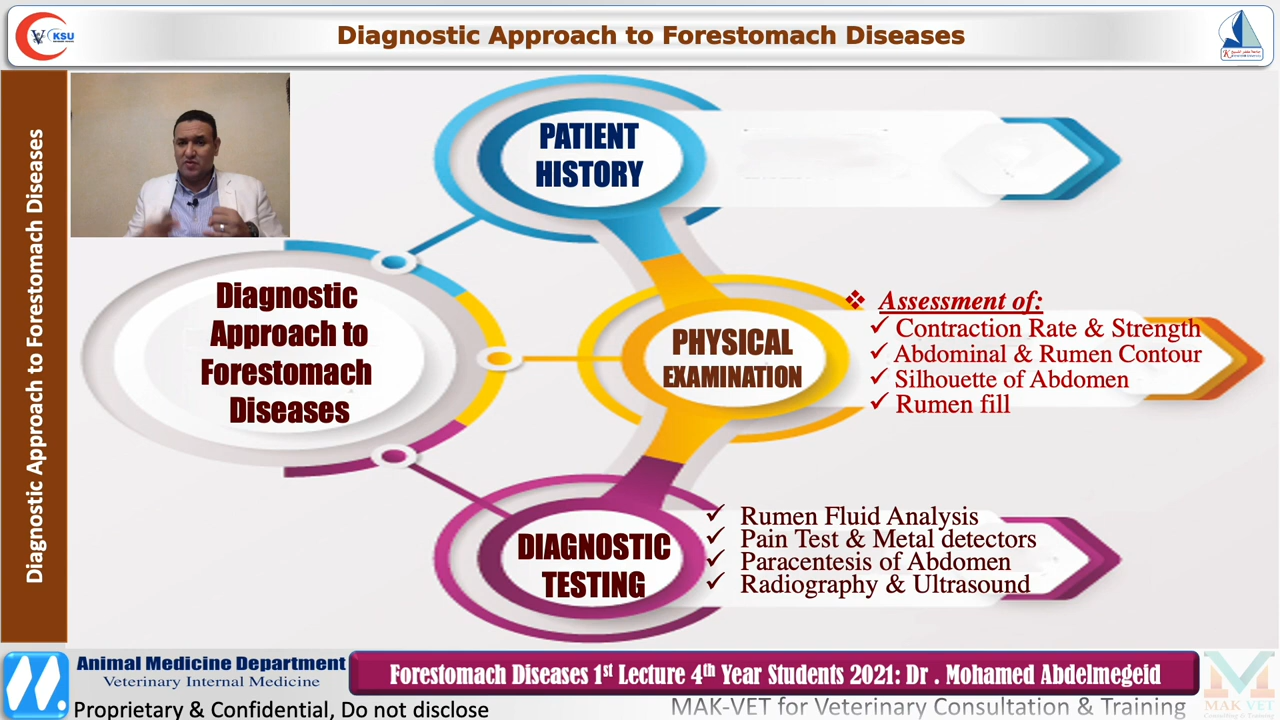 KSU
Diagnostic Approach to Forestomach Diseases
Diagnostic Approach to Forestomach Diseases
PATIENT
HISTORY
Diagnostic
Approach to
Forestomach
Diseases
PHYSICAL
EXAMINATION
❖ Assessment of:
✓ Contraction Rate & Strength
✓ Abdominal & Rumen Contour
✓ Silhouette of Abdomen
✓ Rumen fill
DIAGNOSTIC
TESTING
✓ Rumen Fluid Analysis
✓ Pain Test & Metal detectors
✓ Paracentesis of Abdomen
✓ Radiography & Ultrasound
Animal Medicine Department
Veterinary Internal Medicine
Forestomach Diseases 1st Lecture 4th Year Students 2021: Dr . Mohamed Abdelmegeid
Proprietary & Confidential, Do not disclose
MAK-VET for Veterinary Consultation & Training
MAK VET